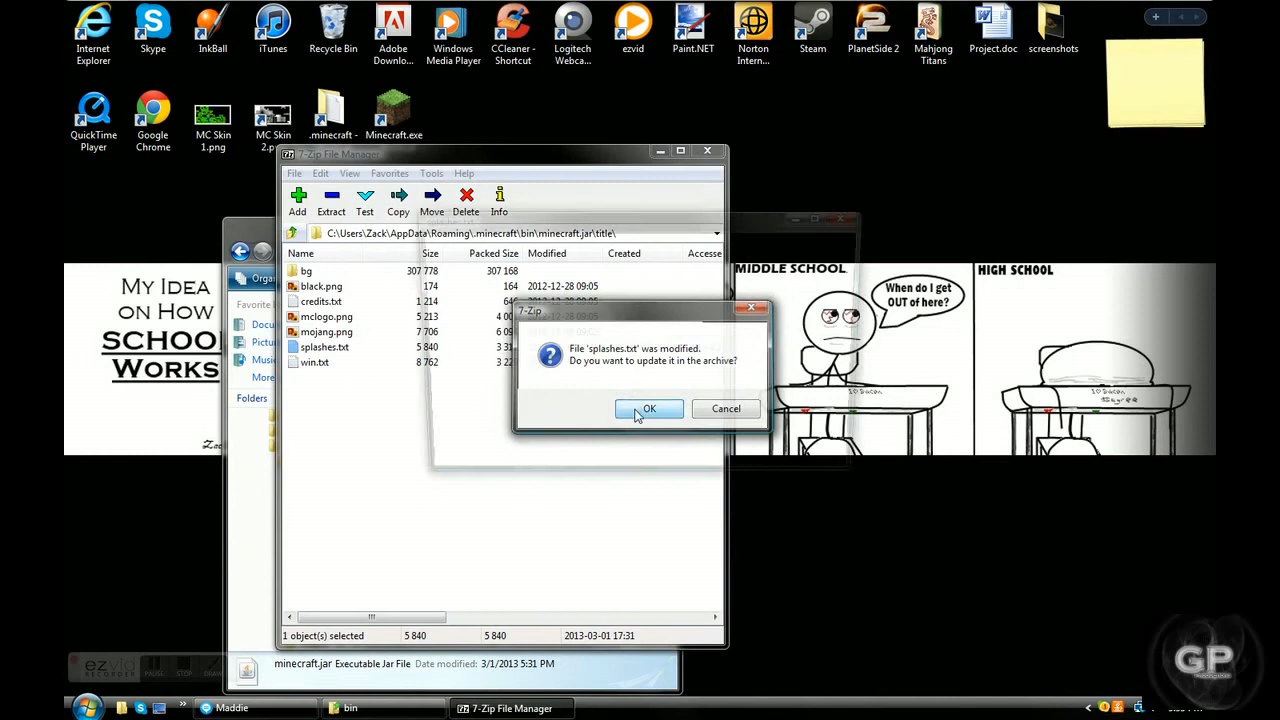 Internet
Explorer
Skype
InkBall
iTunes
Recycle Bin
Adobe
Downlo...
Windows
Media Player
CCleaner -
Shortcut
Logitech
Webca...
ezvid
Paint.NET
Norton
Intern...
Steam
PlanetSide 2
Mahjong
Titans
Project.doc
screenshots
QuickTime
Player
Google
Chrome
MC Skin
1.png
MC Skin
2.p
.minecraft -
Minecraft.exe
7-Zip File Manager
File Edit View Favorites Tools Help
Add Extract Test Copy Move Delete Info
C:\Users\Zack\AppData\Roaming\.minecraft\bin\minecraft.jar\title\
Name Size Packed Size Modified Created Accesse
bg 307 778 307 168
black.png 174 164 2012-12-28 09:05
credits.txt 1 214
mclogo.png 5 213
mojang.png 7 706
splashes.txt 5 840
win.txt 8 762
1 object(s) selected 5 840 5 840 2013-03-01 17:31
7-Zip
File 'splashes.txt' was modified.
Do you want to update it in the archive?
OK Cancel
Organ
Favorite
Docu
Pictu
Music
More
Folders
MY IDEA
ON HOW
SCHOOL
WORKS
MIDDLE SCHOOL
When do I get
OUT of here?
HIGH SCHOOL
minecraft.jar Executable Jar File Date modified: 3/1/2013 5:31 PM
ezvid
RECORDER
PAUSE STOP DRAW
GP
Maddie bin 7-Zip File Manager